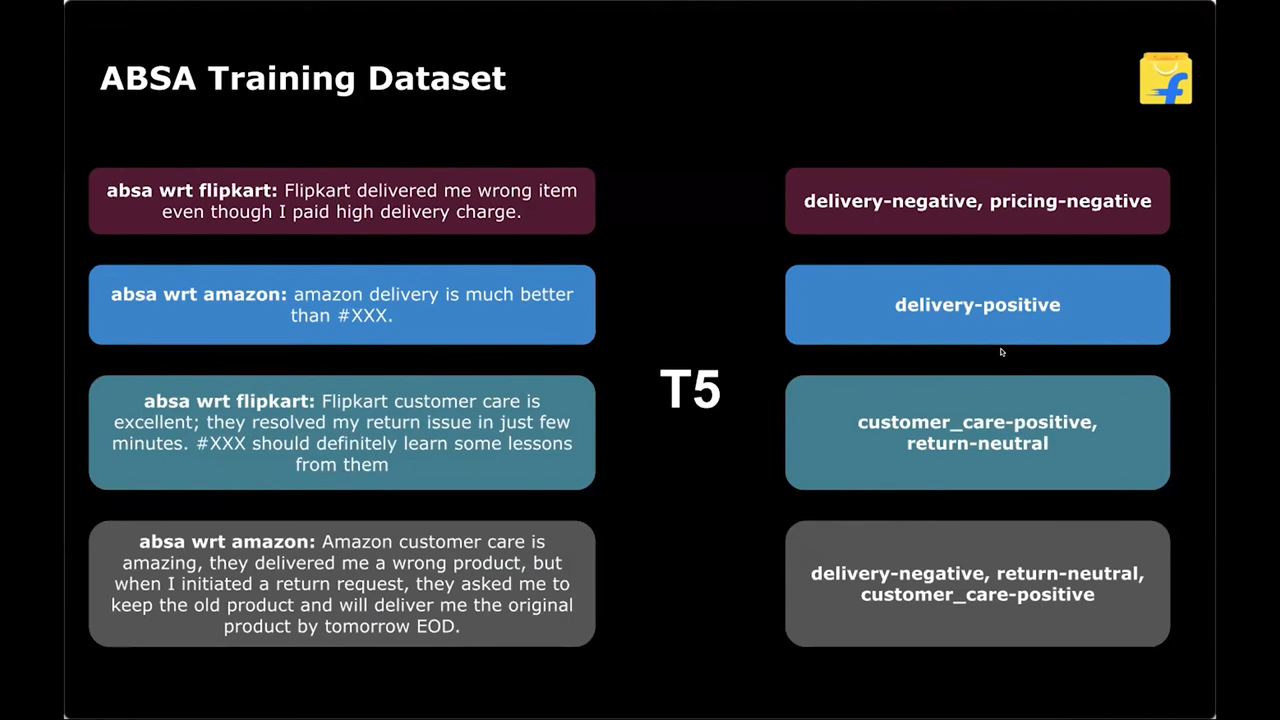 ABSA Training Dataset
absa wrt flipkart: Flipkart delivered me wrong item
even though I paid high delivery charge.
delivery-negative, pricing-negative
absa wrt amazon: amazon delivery is much better
than #XXX.
delivery-positive
T5
absa wrt flipkart: Flipkart customer care is
excellent; they resolved my return issue in just few
minutes. #XXX should definitely learn some lessons
from them
customer_care-positive,
return-neutral
absa wrt amazon: Amazon customer care is
amazing, they delivered me a wrong product, but
when I initiated a return request, they asked me to
keep the old product and will deliver me the original
product by tomorrow EOD.
delivery-negative, return-neutral,
customer_care-positive